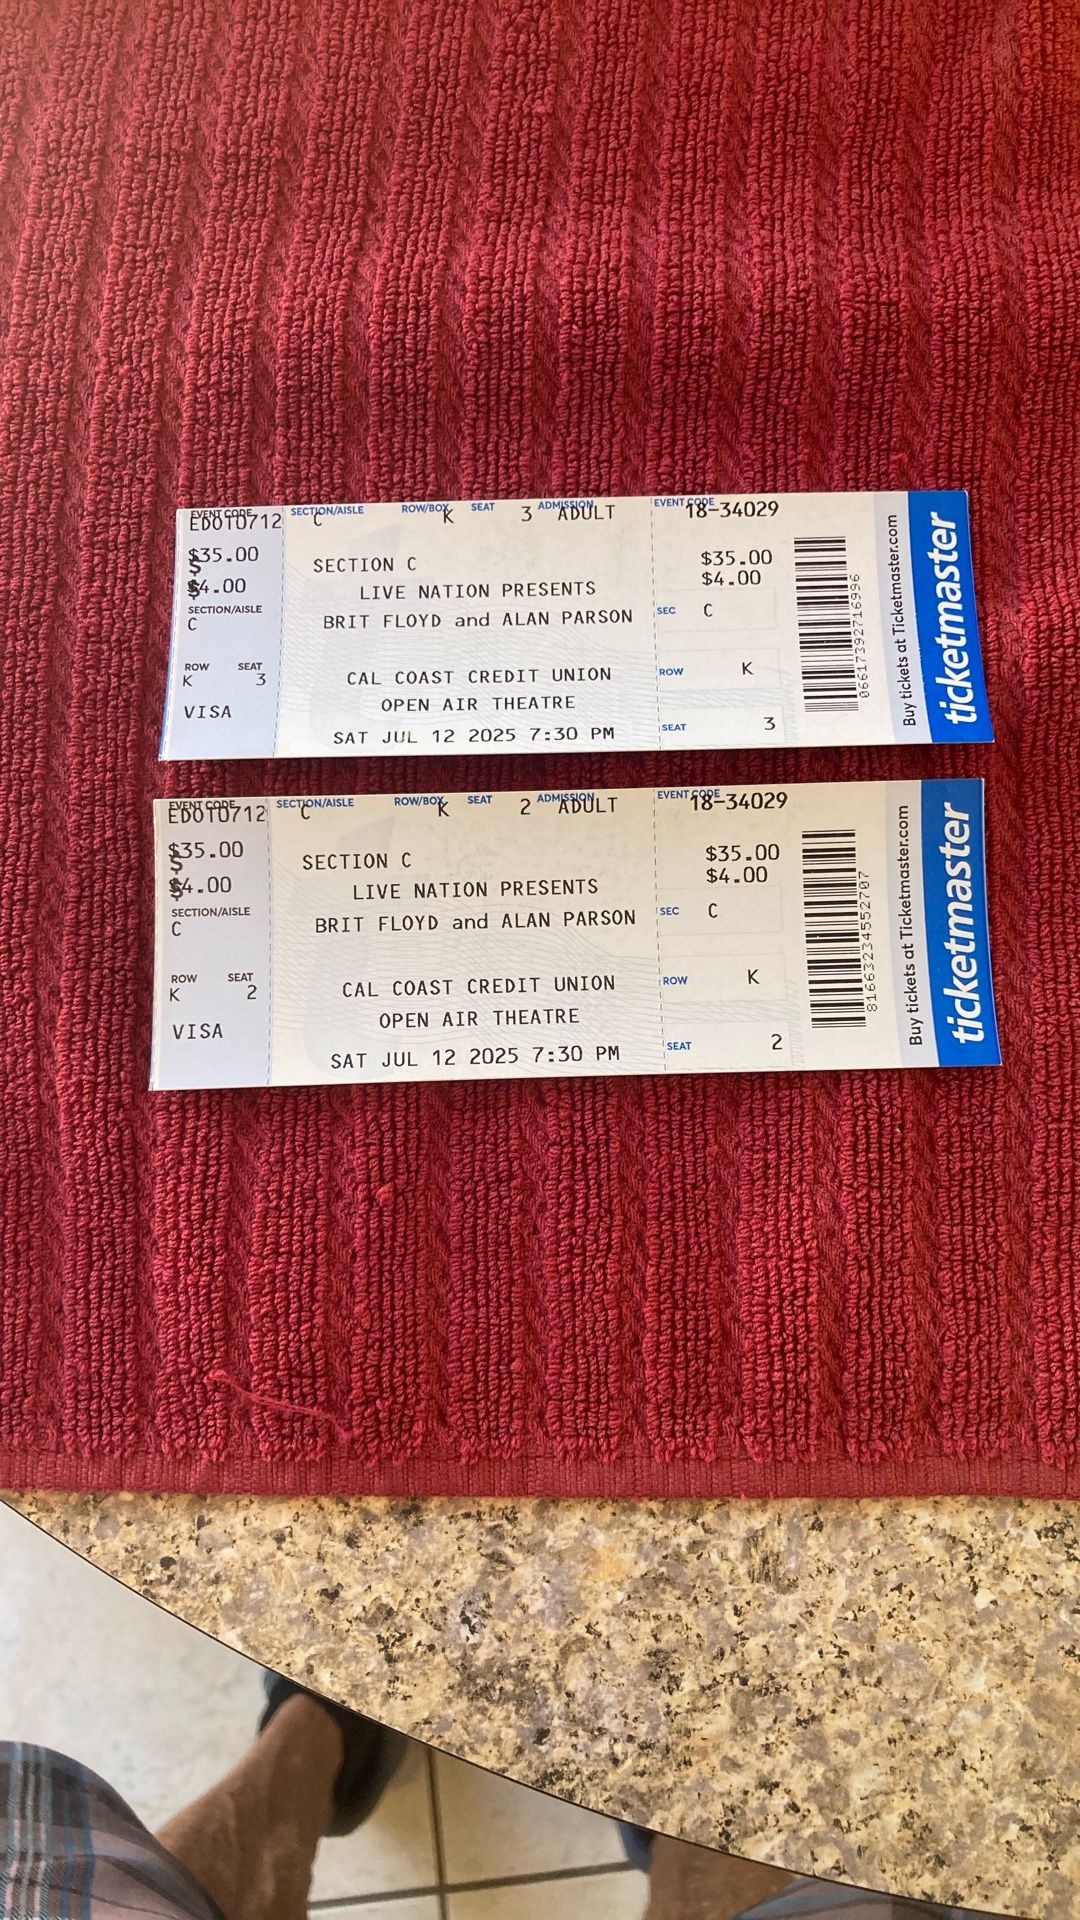 EVENT CODE SECTION/AISLE ROW/BOX SEAT ADMISSION EVENT CODE
EDOT0712 C K 3 ADULT 18-34029
$35.00 $35.00
$
$4.00 $4.00
SECTION C
LIVE NATION PRESENTS
BRIT FLOYD and ALAN PARSON
CAL COAST CREDIT UNION
OPEN AIR THEATRE
SAT JUL 12 2025 7:30 PM
SECTION/AISLE
C
ROW SEAT
K 3
VISA
SEC C
ROW K
SEAT 3
06617392716996
Buy tickets at Ticketmaster.com
ticketmaster
EVENT CODE SECTION/AISLE ROW/BOX SEAT ADMISSION EVENT CODE
EDOT0712 C K 2 ADULT 18-34029
$35.00 $35.00
$
$4.00 $4.00
SECTION C
LIVE NATION PRESENTS
BRIT FLOYD and ALAN PARSON
CAL COAST CREDIT UNION
OPEN AIR THEATRE
SAT JUL 12 2025 7:30 PM
SECTION/AISLE
C
ROW SEAT
K 2
VISA
SEC C
ROW K
SEAT 2
816632234552707
Buy tickets at Ticketmaster.com
ticketmaster